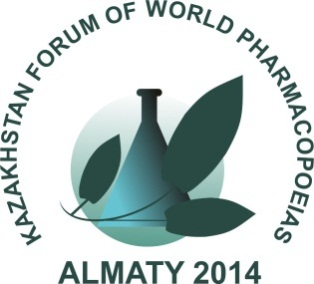 KAZAKHSTAN FORUM OF WORLD PHARMACOPOEIAS
ALMATY 2014